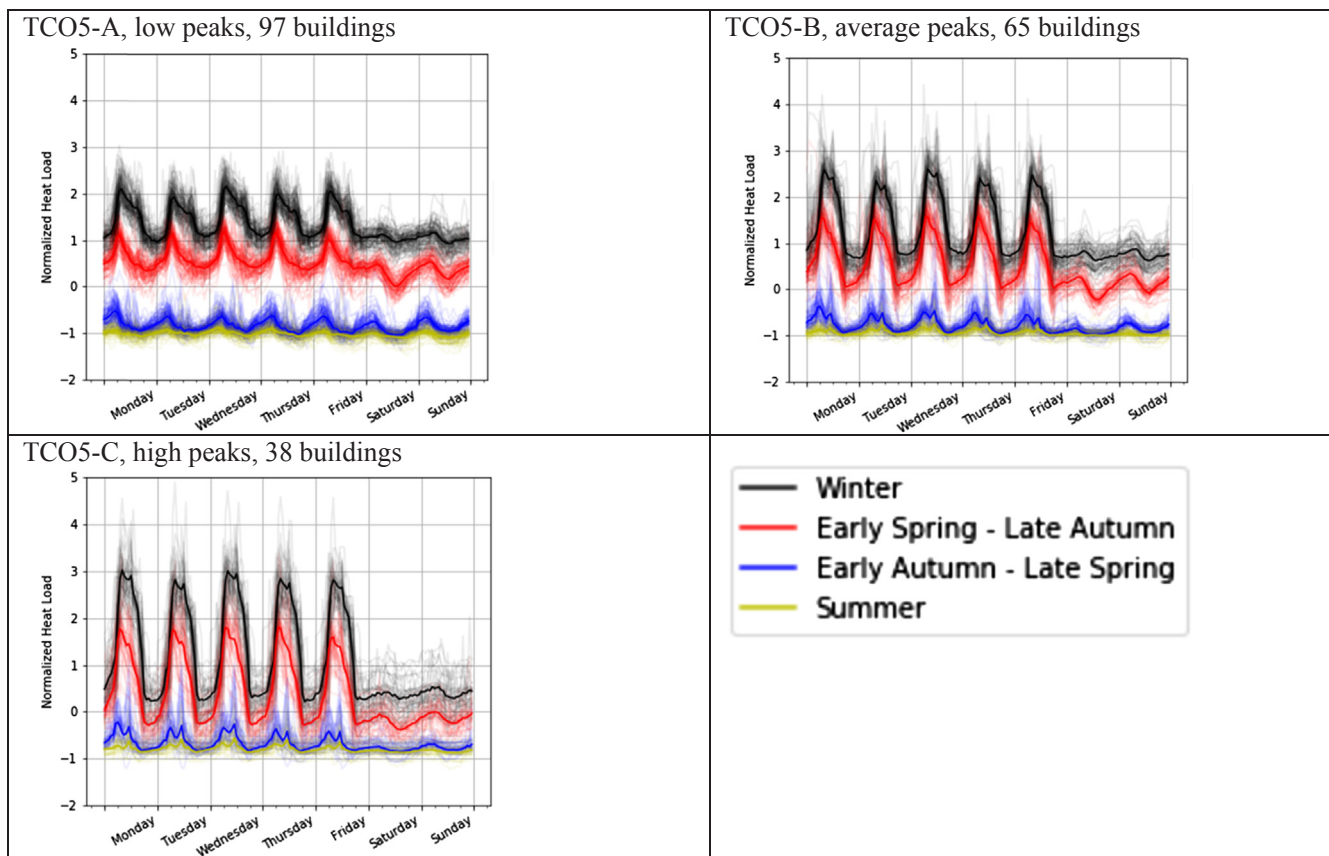 TCO5-A, low peaks, 97 buildings
5
4
3
2
1
0
−1
−2
Normalized Heat Load
Monday
Tuesday
Wednesday
Thursday
Friday
Saturday
Sunday
TCO5-B, average peaks, 65 buildings
5
4
3
2
1
0
−1
−2
Normalized Heat Load
Monday
Tuesday
Wednesday
Thursday
Friday
Saturday
Sunday
TCO5-C, high peaks, 38 buildings
5
4
3
2
1
0
−1
−2
Normalized Heat Load
Monday
Tuesday
Wednesday
Thursday
Friday
Saturday
Sunday
Winter
Early Spring - Late Autumn
Early Autumn - Late Spring
Summer